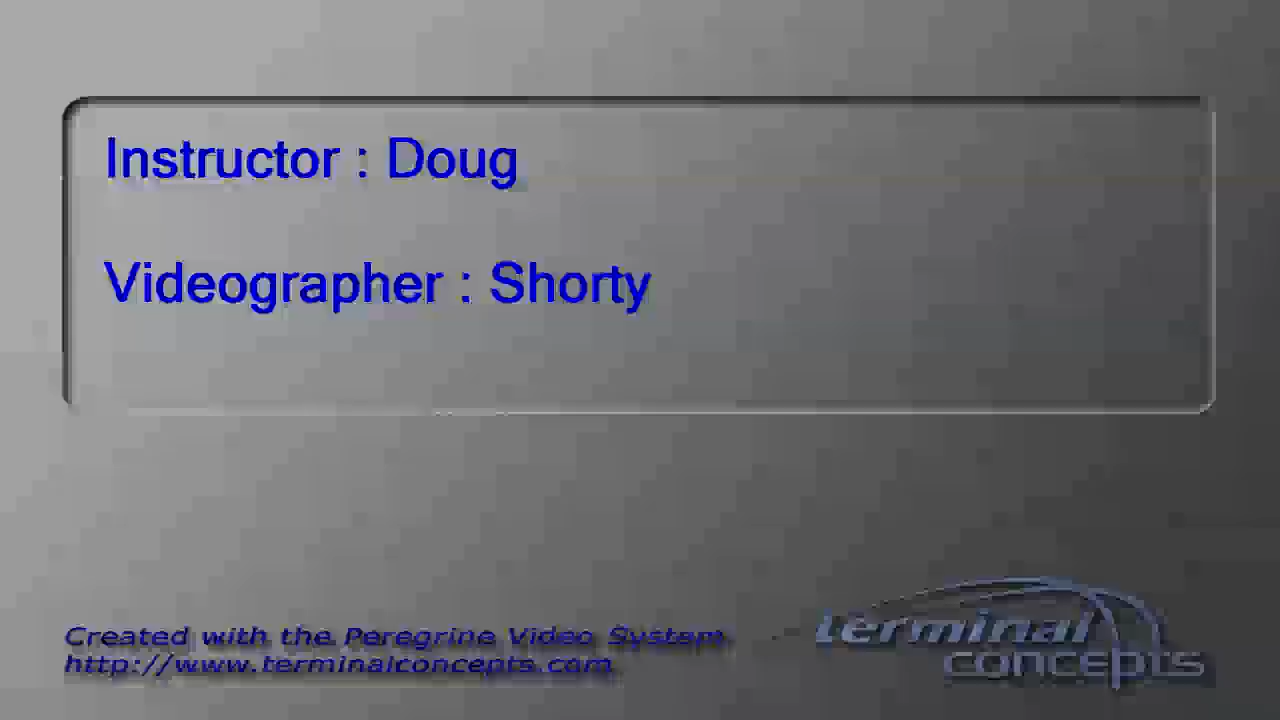 Instructor : Doug
Videographer : Shorty
Created with the Peregrine Video System
http://www.terminalconcepts.com
terminal
concepts